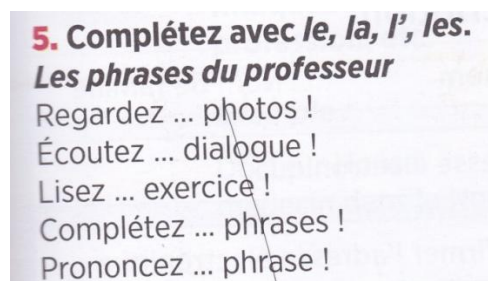 5. Complétez avec le, la, l’, les.
Les phrases du professeur
Regardez ... photos !
Écoutez ... dialogue !
Lisez ... exercice !
Complétez ... phrases !
Prononcez ... phrase